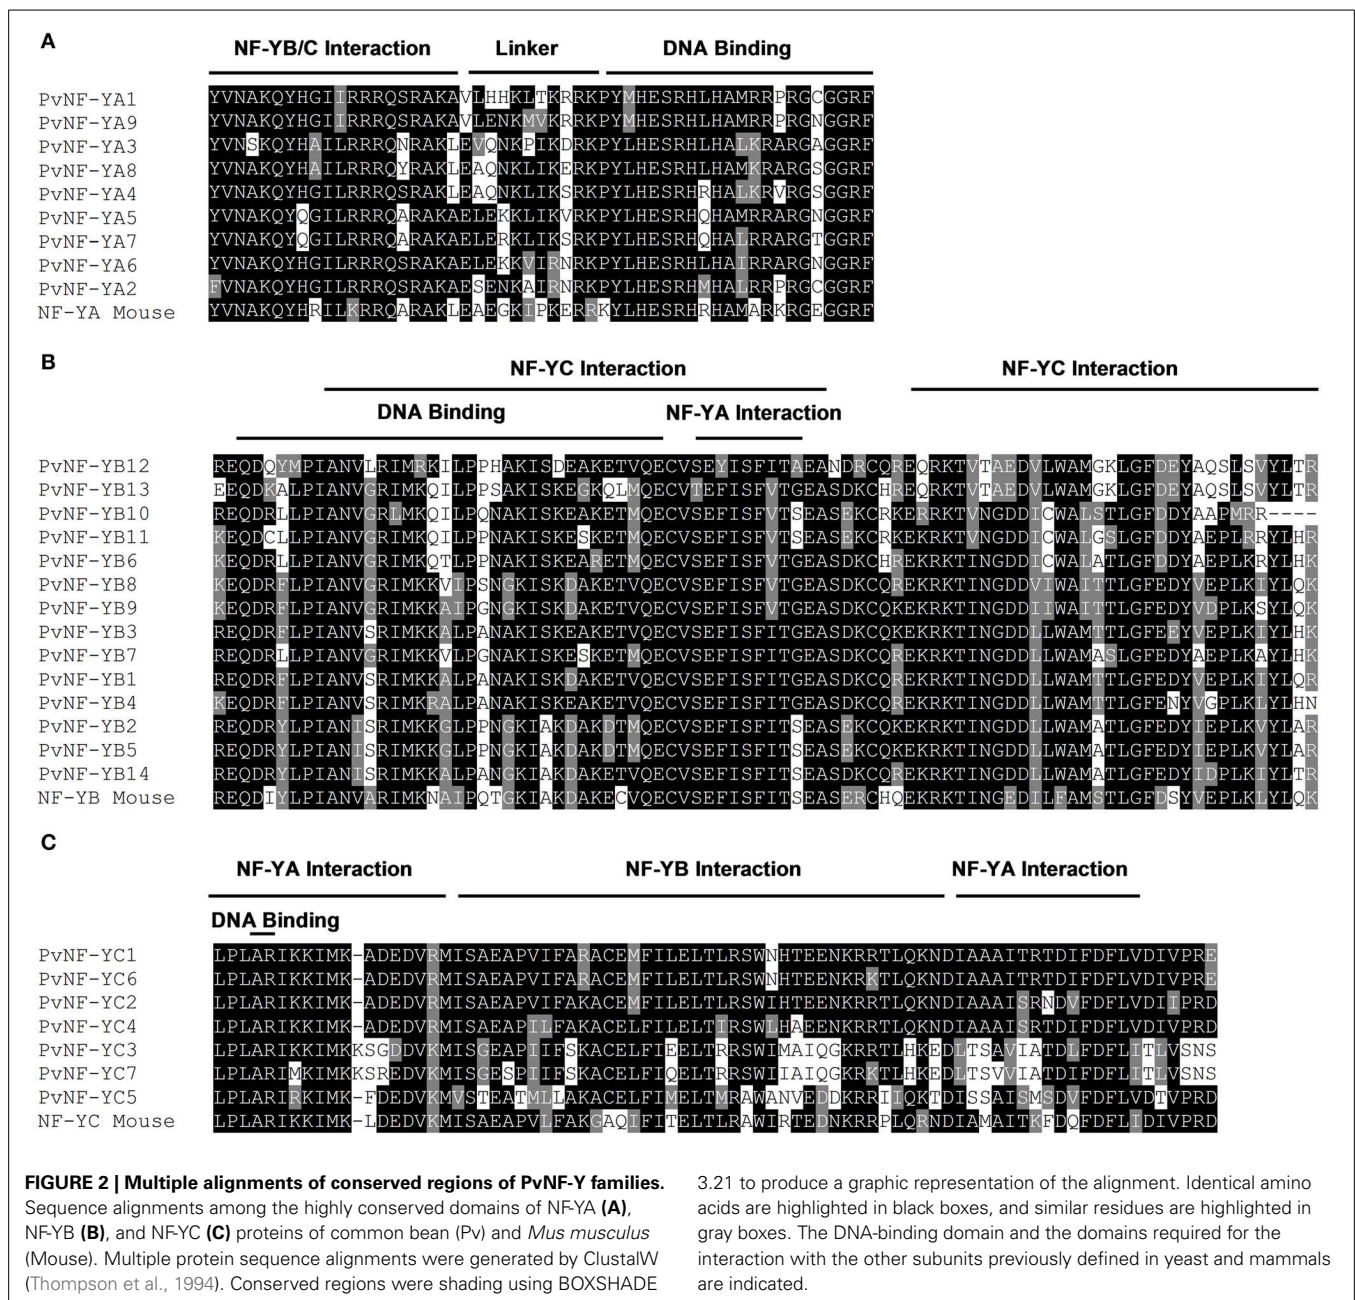 A
NF-YB/C Interaction Linker DNA Binding
PvNF-YA1 YVNAKQYHGIIRRRQSRAKAVLHHKLTKRRKPYMHESRHLHAMRRPRGCGGRF
PvNF-YA9 YVNAKQYHGIIRRRQSRAKAVLENKMVKRRKPYMHESRHLHAMRRPRGNGGRF
PvNF-YA3 YVNSKQYHAILRRRQNRAKLEVQNKPIKDRKPYLHESRHLHALKRARGAGGRF
PvNF-YA8 YVNAKQYHAILRRRQYRAKLEAQNKLIKERKPYLHESRHLHAMKRARGSGGRF
PvNF-YA4 YVNAKQYHGILRRRQSRAKLEAQNKLIKSRKPYLHESRHRHALKRVRGSGGRF
PvNF-YA5 YVNAKQYQGILRRRQARAKAELEKKLIKVRKPYLHESRHQHAMRRARGNGGRF
PvNF-YA7 YVNAKQYQGILRRRQARAKAELERKLIKSRKPYLHESRHQHALRRARGTGGRF
PvNF-YA6 YVNAKQYHGILRRRQSRAKAELEKKVIRNRKPYLHESRHLHAIRRARGNGGRF
PvNF-YA2 FVNAKQYHGILRRRQSRAKAESENKAIRNRKPYLHESRHMHALRRPRGCGGRF
NF-YA Mouse YVNAKQYHRILKRRQARAKLEAEGKIPKERRKYLHESRHRHAMARKRGEGGRF
B
NF-YC Interaction NF-YC Interaction
DNA Binding NF-YA Interaction
PvNF-YB12 REQDQYMPIANVLRIMRKILPPHAKISDEAKETVQECVSEYISFITAEANDRCQREQRKTVTAEDVLWAMGKLGFDEYAQSLSVYLTR
PvNF-YB13 EEQDKALPIANVGRIMKQILPPSAKISKEGKQLMQECVTEFISFVTGEASDKCHREQRKTVTAEDVLWAMGKLGFDEYAQSLSVYLTR
PvNF-YB10 REQDRLLPIANVGRLMKQILPQNAKISKEAKETMQECVSEFISFVTSEASEKCRKERRKTVNGDDICWALSTLGFDDYAAPMRR----
PvNF-YB11 KEQDCLLPIANVGRIMKQILPPNAKISKESKETMQECVSEFISFVTSEASEKCRKERRKTVNGDDICWALGSLGFDDYAEPLRRYLHR
PvNF-YB6 KEQDRLLPIANVGRIMKQTLPPNAKISKEARETMQECVSEFISFVTGEASDKCHREKRKTVNGDDICWALATLGFDDYAEPLKRYLHK
PvNF-YB8 KEQDRFLPIANVGRIMKKVIPSNGKISKDAKETVQECVSEFISFVTGEASDKCQREKRKTINGDDVIWAITTLGFEDYVEPLKIYLQK
PvNF-YB9 KEQDRFLPIANVGRIMKKAIPGNGKISKDAKETVQECVSEFISFVTGEASDKCQKEKRKTINGDDIIWAITTLGFEDYVDPLKSYLQK
PvNF-YB3 REQDRFLPIANVSRIMKKALPANAKISKEAKETVQECVSEFISFITGEASDKCQKEKRKTINGDDLLWAMTTLGFEEYVEPLKIYLHK
PvNF-YB7 REQDRLLPIANVGRIMKKVLPGNAKISKESKETMQECVSEFISFITGEASDKCQREKRKTINGDDLLWAMASLGFEDYAEPLKAYLHK
PvNF-YB1 REQDRFLPIANVSRIMKKALPANAKISKDAKETVQECVSEFISFITGEASDKCQREKRKTINGDDLLWAMTTLGFEDYVEPLKIYLQR
PvNF-YB4 KEQDRFLPIANVSRIMKRALPANAKISKEAKETVQECVSEFISFITGEASDKCQREKRKTINGDDLLWAMTTLGFENYVGPLKLYLHN
PvNF-YB2 REQDRYLPIANISRIMKKGLPPNGKIAKDAKDTMQECVSEFISFITSEASEKCQKEKRKTINGDDLLWAMATLGFEDYIEPLKVYLAR
PvNF-YB5 REQDRYLPIANISRIMKKGLPPNGKIAKDAKDTMQECVSEFISFITSEASEKCQKEKRKTINGDDLLWAMATLGFEDYIEPLKVYLAR
PvNF-YB14 REQDRYLPIANISRIMKKALPANGKIAKDAKETVQECVSEFISFITSEASDKCQREKRKTINGDDLLWAMATLGFEDYIDPLKIYLTR
NF-YB Mouse REQDIYLPIANVARIMKNAIPQTGKIAKDAKECVQECVSEFISFITSEASERCHQEKRKTINGEDILFAMSTLGFDSYVEPLKLYLQK
C
NF-YA Interaction NF-YB Interaction NF-YA Interaction
DNA Binding
PvNF-YC1 LPLARIKKIMK-ADEDVRMISAEAPVIFARACEMFILELTLRSWNHTEENKRRTLQKNDIAAAITRTDIFDFLVDIVPRE
PvNF-YC6 LPLARIKKIMK-ADEDVRMISAEAPVIFARACEMFILELTLRSWNHTEENKRKTLQKNDIAAAITRTDIFDFLVDIVPRE
PvNF-YC2 LPLARIKKIMK-ADEDVRMISAEAPVIFAKACEMFILELTLRSWIHTEENKRRTLQKNDIAAAISRNDVFDFLVDIIPRD
PvNF-YC4 LPLARIKKIMK-ADEDVRMISAEAPILFAKACELFILELTIRSWLHAEENKRRTLQKNDIAAAISRTDIFDFLVDIVPRD
PvNF-YC3 LPLARIKKIMKKSGDDVKMISGEAPIIFSKACELFIEELTRRSWIMAIQGKRRTLHKEDLTSAVIATDLFDFLITLVSNS
PvNF-YC7 LPLARIMKIMKKSREDVKMISGESPIIFSKACELFIQELTRRSWIIAIQGKRKTLHKEDLTSVVIATDIFDFLITLVSNS
PvNF-YC5 LPLARIRKIMK-FDEDVKMVSTEATMLLAKACELFIMELTMRAWANVEDDKRRIIQKTDISSAISMSDVFDFLVDTVPRD
NF-YC Mouse LPLARIKKIMK-LDEDVKMISAEAPVLFAKGAQIFITELTLRAWIRTEDNKRRPLQRNDIAMAITKFDQFDFLIDIVPRD
FIGURE 2 | Multiple alignments of conserved regions of PvNF-Y families.
Sequence alignments among the highly conserved domains of NF-YA (A),
NF-YB (B), and NF-YC (C) proteins of common bean (Pv) and Mus musculus
(Mouse). Multiple protein sequence alignments were generated by ClustalW
(Thompson et al., 1994). Conserved regions were shading using BOXSHADE
3.21 to produce a graphic representation of the alignment. Identical amino
acids are highlighted in black boxes, and similar residues are highlighted in
gray boxes. The DNA-binding domain and the domains required for the
interaction with the other subunits previously defined in yeast and mammals
are indicated.